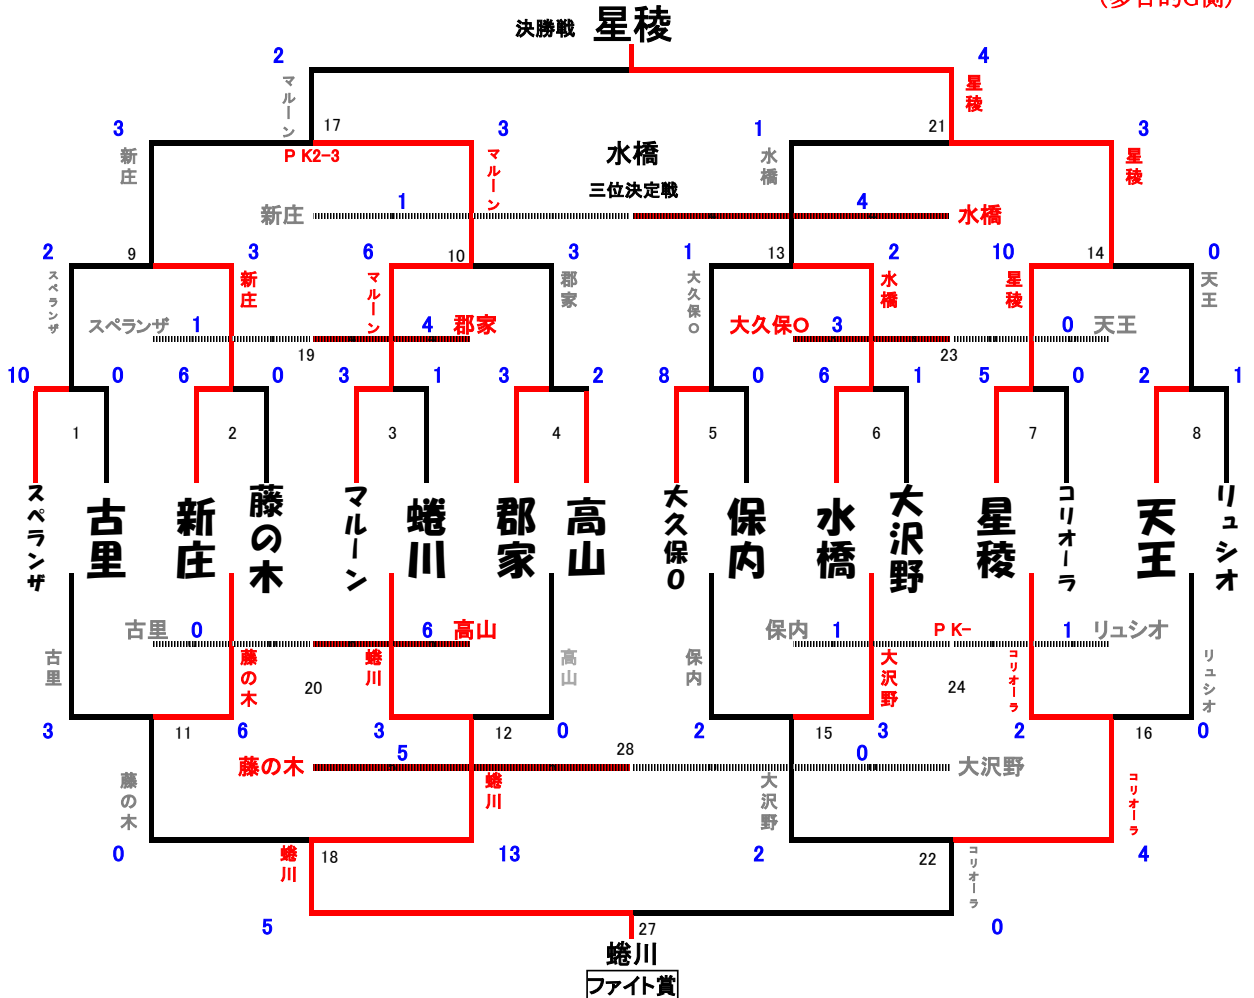 (多目的G側)
決勝戦 星稜
2 4
マルーン 星稜
3 17 3 1 21 3
新庄 PK2-3 マルーン 水橋 水橋 星稜
三位決定戦
新庄 1 4 水橋
2 9 3 6 10 3 1 13 2 10 14 0
スペランザ 新庄 マルーン 郡家 大久保O 水橋 星稜 天王
スペランザ 1 4 郡家 大久保O 3 0 天王
19 23
10 0 6 0 3 1 3 2 8 0 6 1 5 0 2 1
1 2 3 4 5 6 7 8
スペランザ 古里 新庄 藤の木 マルーン 蜷川 郡家 高山 大久保O 保内 水橋 大沢野 星稜 コリオーラ 天王 リュシオ
古里 0 6 高山 保内 1 PK- 1 リュシオ
古里 藤の木 蜷川 高山 保内 大沢野 コリオーラ リュシオ
20 24
3 11 6 3 12 0 2 15 3 2 16 0
藤の木 5 28 0 大沢野
藤の木 蜷川 大沢野 コリオーラ
0 18 13 2 22 4
蜷川 コリオーラ
5 27 0
蜷川
ファイト賞